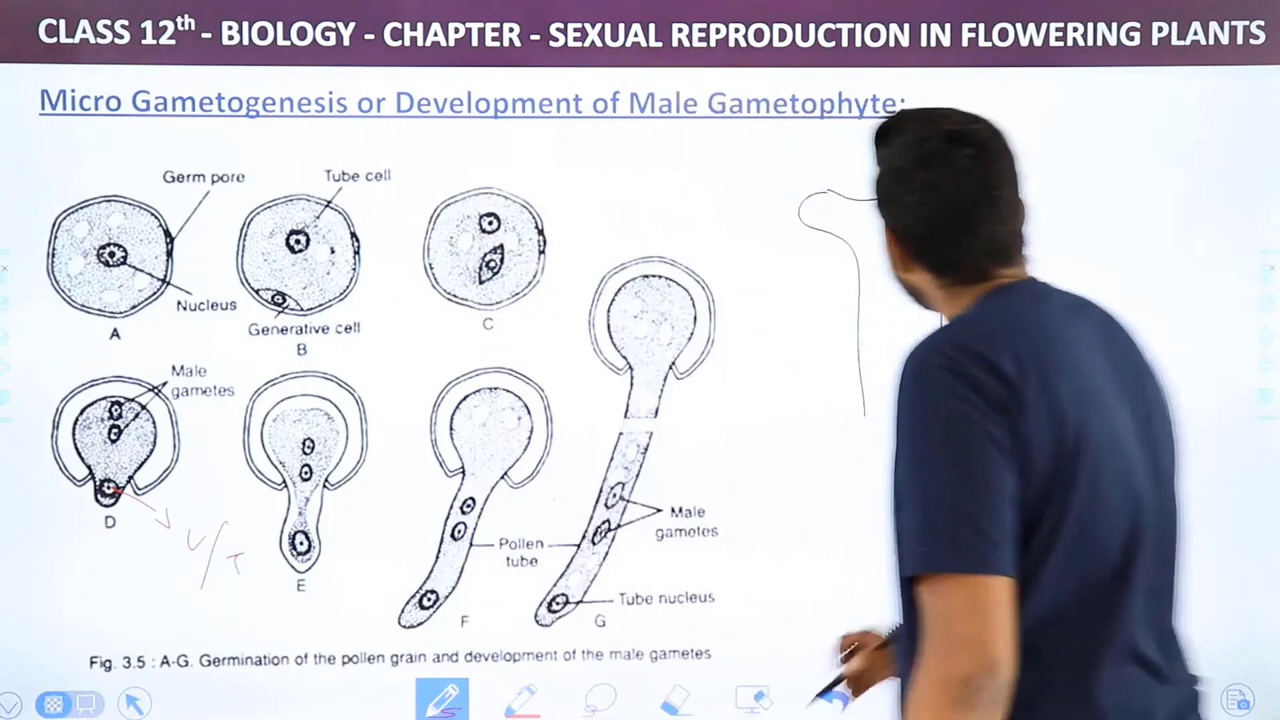 CLASS 12th - BIOLOGY - CHAPTER - SEXUAL REPRODUCTION IN FLOWERING PLANTS
Micro Gametogenesis or Development of Male Gametophyte:
Germ pore
Tube cell
Nucleus
Generative cell
A
B
C
Male
gametes
D
V/T
E
Pollen
tube
F
Male
gametes
Tube nucleus
G
Fig. 3.5 : A-G. Germination of the pollen grain and development of the male gametes